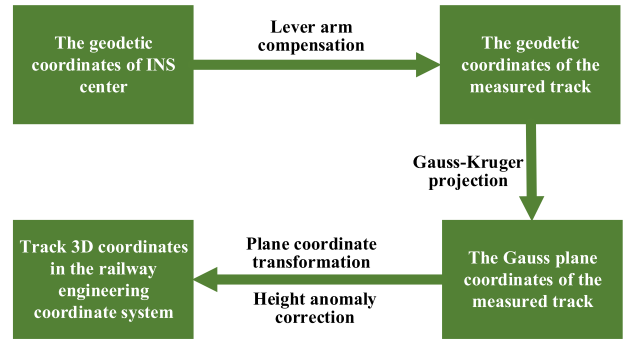 The geodetic
coordinates of INS
center
Lever arm
compensation
The geodetic
coordinates of the
measured track
Gauss-Kruger
projection
The Gauss plane
coordinates of the
measured track
Plane coordinate
transformation
Height anomaly
correction
Track 3D coordinates
in the railway
engineering
coordinate system